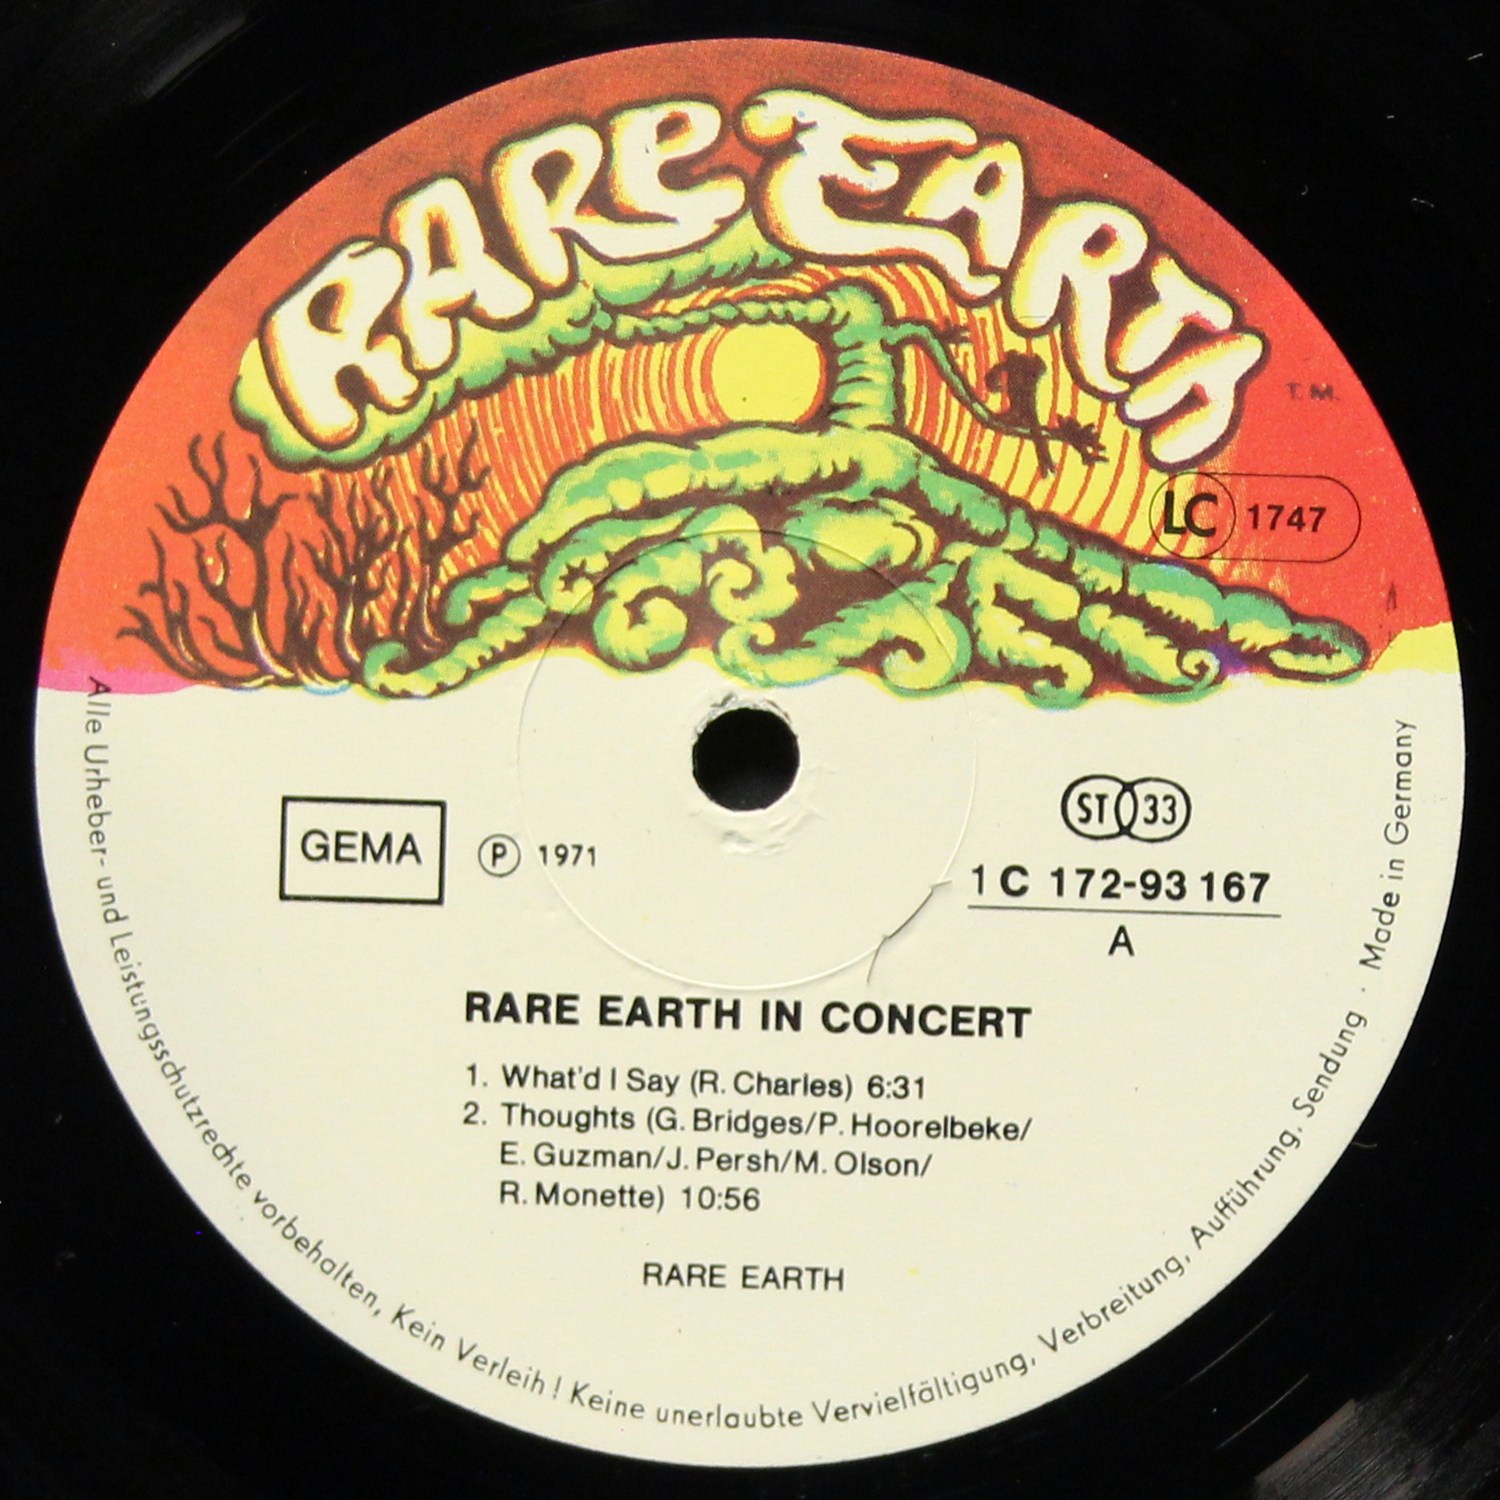 RARE EARTH
T.M.
LC 1747
GEMA
℗ 1971
ST 33
1 C 172-93 167
A
RARE EARTH IN CONCERT
1. What'd I Say (R. Charles) 6:31
2. Thoughts (G. Bridges/P. Hoorelbeke/
E. Guzman/J. Persh/M. Olson/
R. Monette) 10:56
RARE EARTH
Alle Urheber- und Leistungsschutzrechte vorbehalten, Kein Verleih! Keine unerlaubte Vervielfältigung, Verbreitung, Aufführung, Sendung · Made in Germany